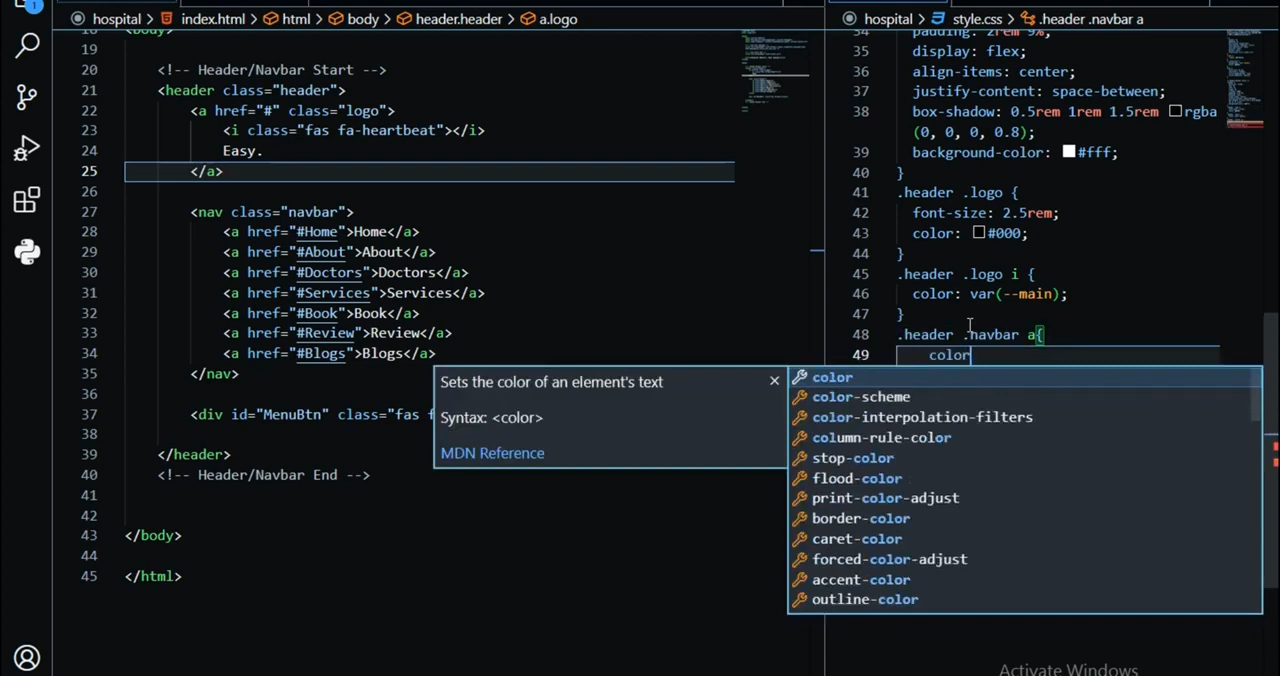 1
hospital > index.html > html > body > header.header > a.logo
18 <body>
19
20 <!-- Header/Navbar Start -->
21 <header class="header">
22 <a href="#" class="logo">
23 <i class="fas fa-heartbeat"></i>
24 Easy.
25 </a>
26
27 <nav class="navbar">
28 <a href="#Home">Home</a>
29 <a href="#About">About</a>
30 <a href="#Doctors">Doctors</a>
31 <a href="#Services">Services</a>
32 <a href="#Book">Book</a>
33 <a href="#Review">Review</a>
34 <a href="#Blogs">Blogs</a>
35 </nav>
36
37 <div id="MenuBtn" class="fas f
38
39 </header>
40 <!-- Header/Navbar End -->
41
42
43 </body>
44
45 </html>
Sets the color of an element's text
Syntax: <color>
MDN Reference
hospital > style.css > .header .navbar a
34 padding: 2rem 9%;
35 display: flex;
36 align-items: center;
37 justify-content: space-between;
38 box-shadow: 0.5rem 1rem 1.5rem rgba
(0, 0, 0, 0.8);
39 background-color: #fff;
40 }
41 .header .logo {
42 font-size: 2.5rem;
43 color: #000;
44 }
45 .header .logo i {
46 color: var(--main);
47 }
48 .header .navbar a{
49 color
color
color-scheme
color-interpolation-filters
column-rule-color
stop-color
flood-color
print-color-adjust
border-color
caret-color
forced-color-adjust
accent-color
outline-color
Activate Windows